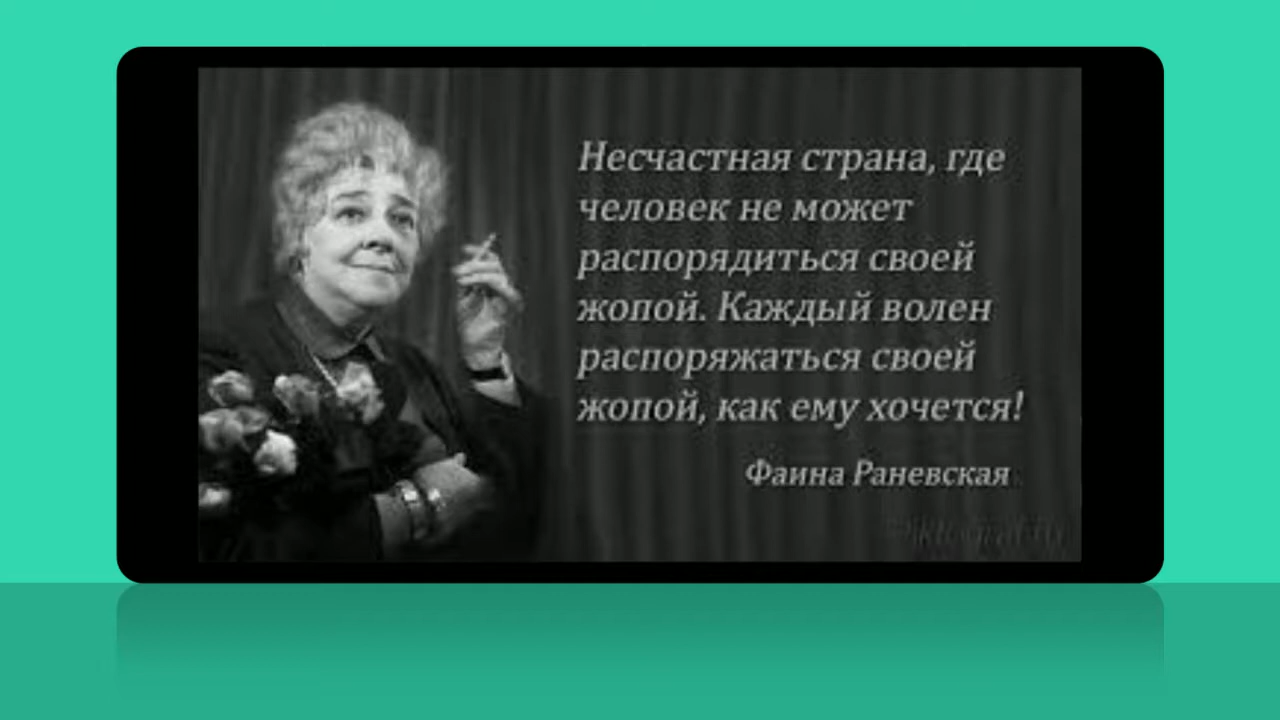 Несчастная страна, где
человек не может
распорядиться своей
жопой. Каждый волен
распоряжаться своей
жопой, как ему хочется!
Фаина Раневская